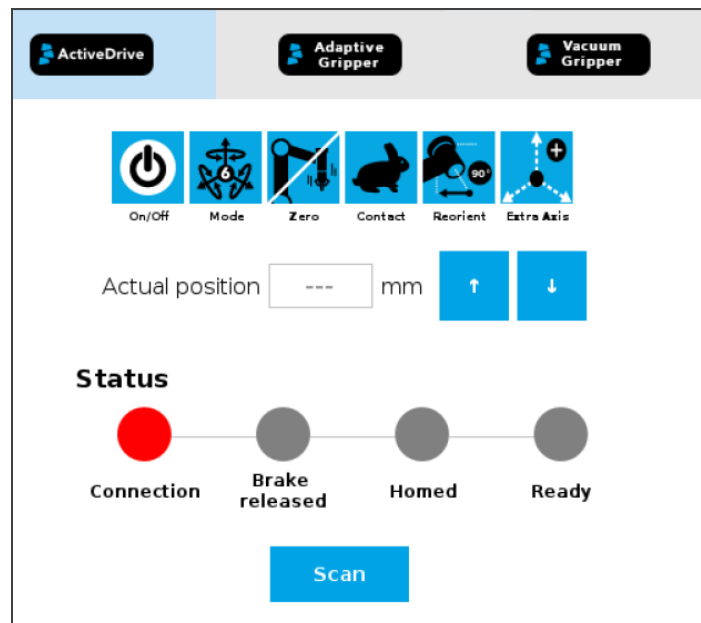 ActiveDrive
Adaptive
Gripper
Vacuum
Gripper
6
90°
+
On/Off
Mode
Zero
Contact
Reorient
Extra Axis
Actual position --- mm ↑ ↓
Status
Connection
Brake
released
Homed
Ready
Scan